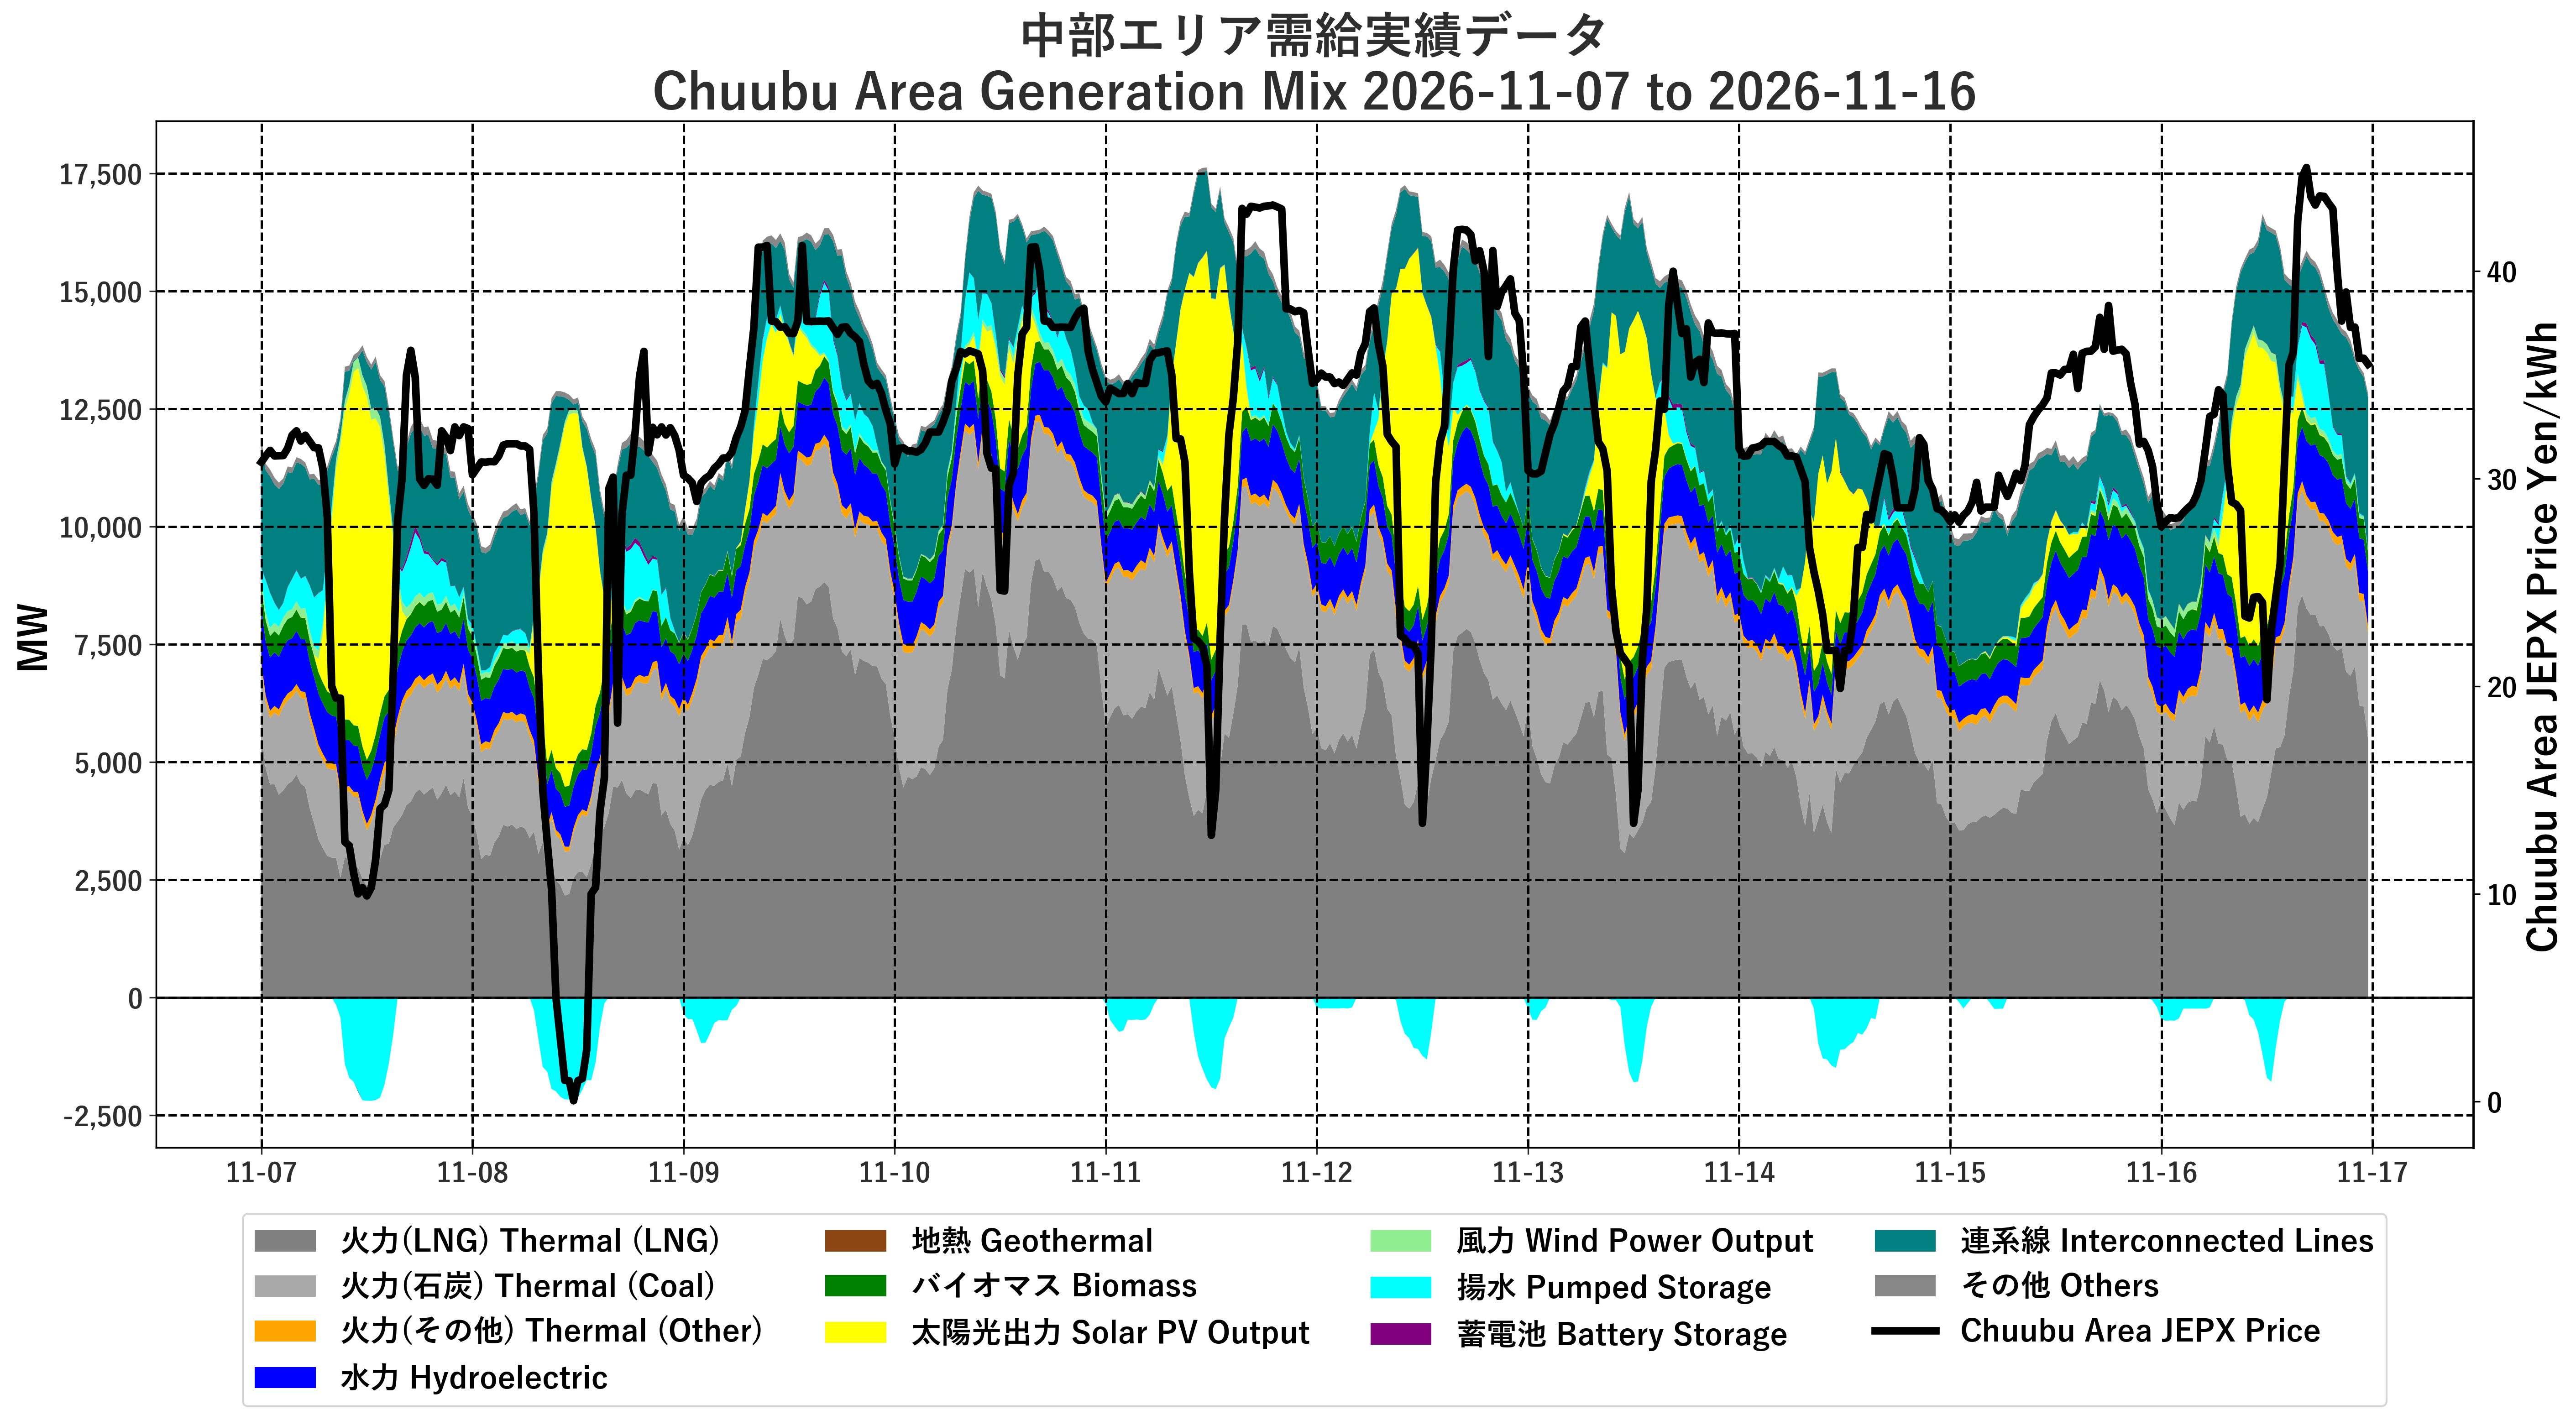 中部エリア需給実績データ
Chuubu Area Generation Mix 2026-11-07 to 2026-11-16
MW
17,500
15,000
12,500
10,000
7,500
5,000
2,500
0
-2,500
40
30
20
10
0
Chuubu Area JEPX Price Yen/kWh
11-07
11-08
11-09
11-10
11-11
11-12
11-13
11-14
11-15
11-16
11-17
火力(LNG) Thermal (LNG)
火力(石炭) Thermal (Coal)
火力(その他) Thermal (Other)
水力 Hydroelectric
地熱 Geothermal
バイオマス Biomass
太陽光出力 Solar PV Output
風力 Wind Power Output
揚水 Pumped Storage
蓄電池 Battery Storage
連系線 Interconnected Lines
その他 Others
Chuubu Area JEPX Price